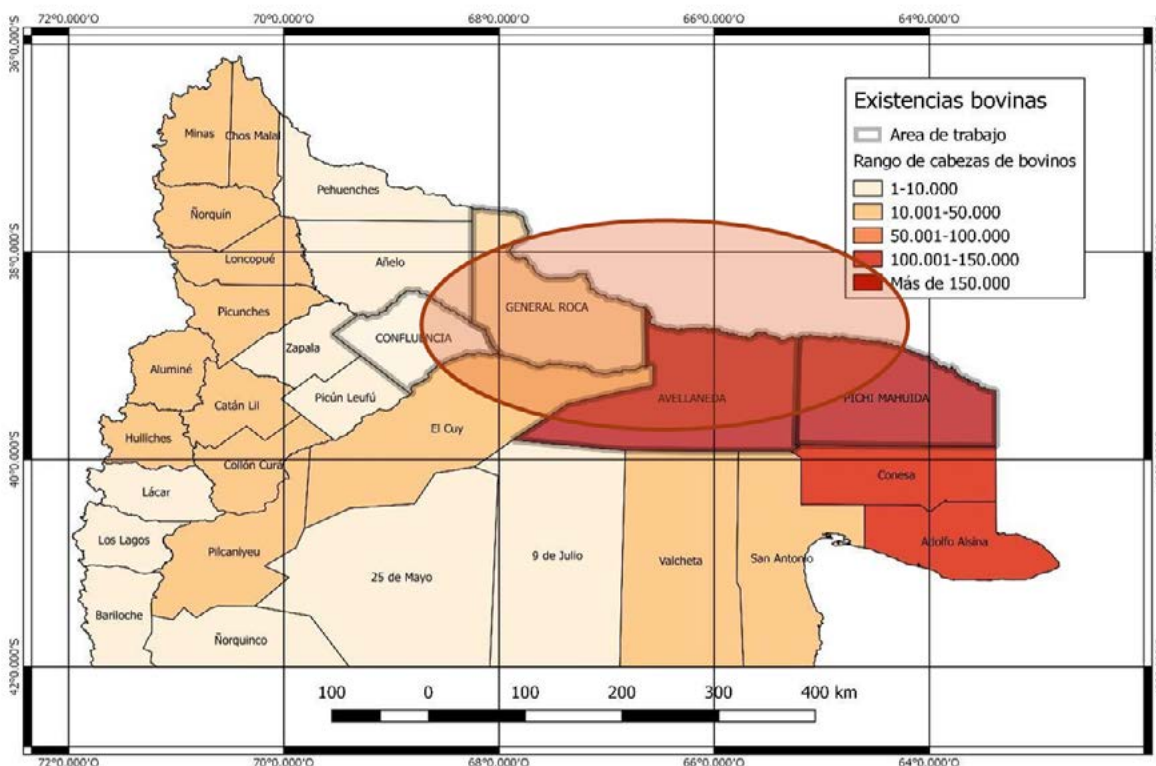 72°0.000'O 70°0.000'O 68°0.000'O 66°0.000'O 64°0.000'O
36°0.000'S
38°0.000'S
40°0.000'S
42°0.000'S
Existencias bovinas
Area de trabajo
Rango de cabezas de bovinos
1-10.000
10.001-50.000
50.001-100.000
100.001-150.000
Más de 150.000
Minas
Chos Malal
Pehuenches
Ñorquín
Loncopué
Añelo
Picunches
GENERAL ROCA
CONFLUENCIA
Zapala
Aluminé
Picún Leufú
Catán Lil
AVELLANEDA
PICHI MAHUIDA
El Cuy
Huiliches
Collón Curá
Conesa
Lácar
Los Lagos
Pilcaniyeu
9 de Julio
Valcheta
San Antonio
Adolfo Alsina
25 de Mayo
Bariloche
Ñorquinco
100 0 100 200 300 400 km
72°0.000'O 70°0.000'O 68°0.000'O 66°0.000'O 64°0.000'O